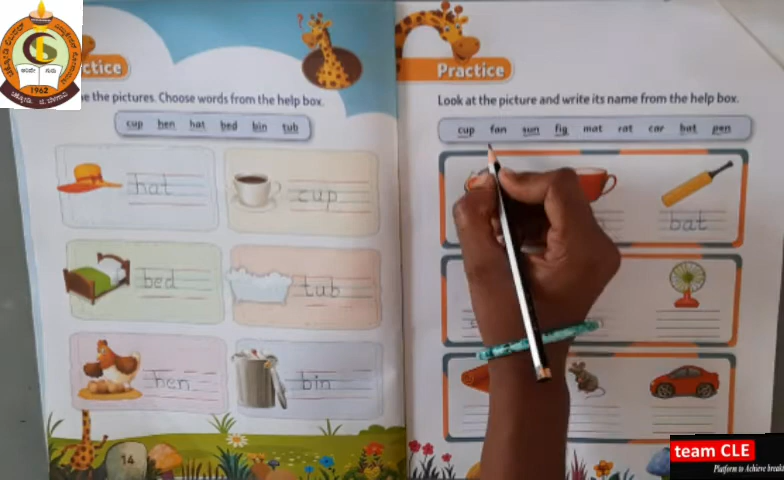 ctice
e the pictures. Choose words from the help box.
cup hen hat bed bin tub
hat
cup
bed
tub
hen
bin
14
Practice
Look at the picture and write its name from the help box.
cup fan sun fig mat rat car bat pen
bat
1962
team CLE
Platform to Achieve break